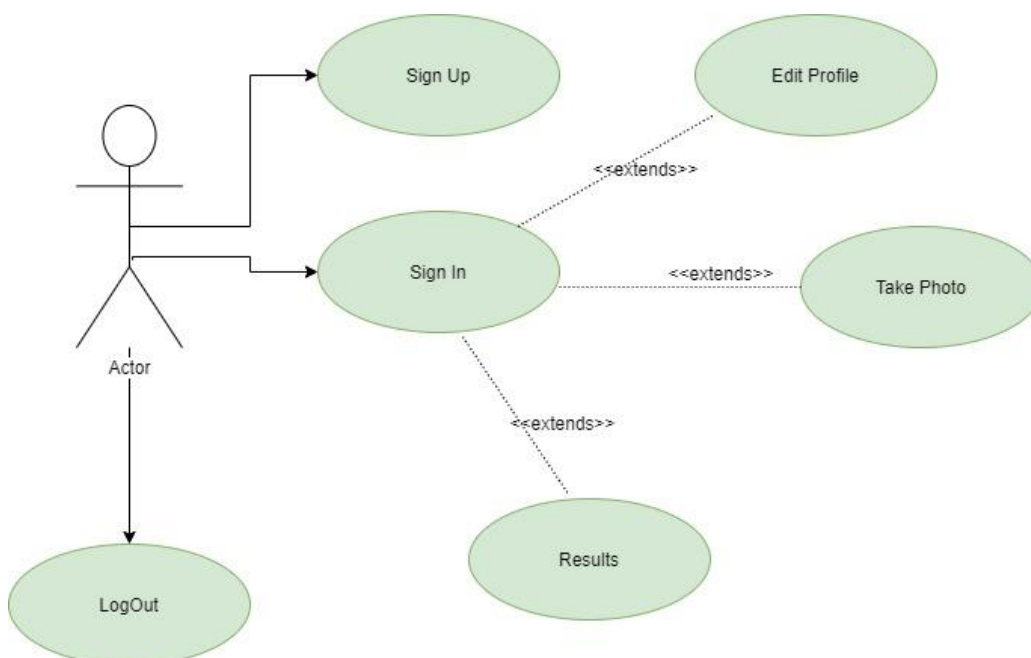 Sign Up
Edit Profile
<<extends>>
Sign In
<<extends>>
Take Photo
Actor
<<extends>>
Results
LogOut